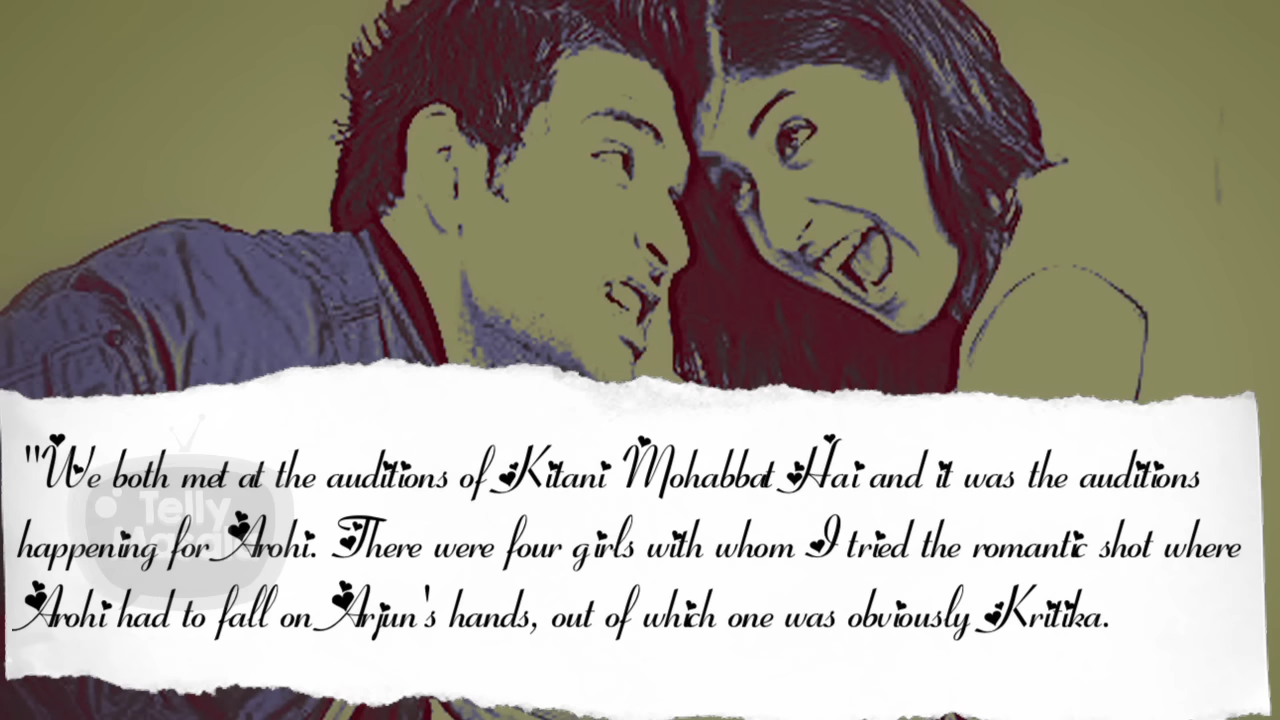 "We both met at the auditions of Kitani Mohabbat Hai and it was the auditions
happening for Arohi. There were four girls with whom I tried the romantic shot where
Arohi had to fall on Arjun's hands, out of which one was obviously Kritika.
Telly